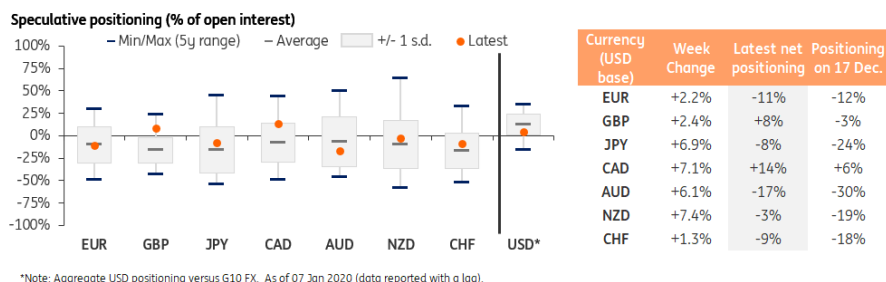 Speculative positioning (% of open interest)
Min/Max (5y range) Average +/- 1 s.d. Latest
100%
75%
50%
25%
0%
-25%
-50%
-75%
-100%
EUR GBP JPY CAD AUD NZD CHF USD*
*Note: Aggregate USD positioning versus G10 FX. As of 07 Jan 2020 (data reported with a lag).
Currency (USD base) Week Change Latest net positioning Positioning on 17 Dec.
EUR +2.2% -11% -12%
GBP +2.4% +8% -3%
JPY +6.9% -8% -24%
CAD +7.1% +14% +6%
AUD +6.1% -17% -30%
NZD +7.4% -3% -19%
CHF +1.3% -9% -18%